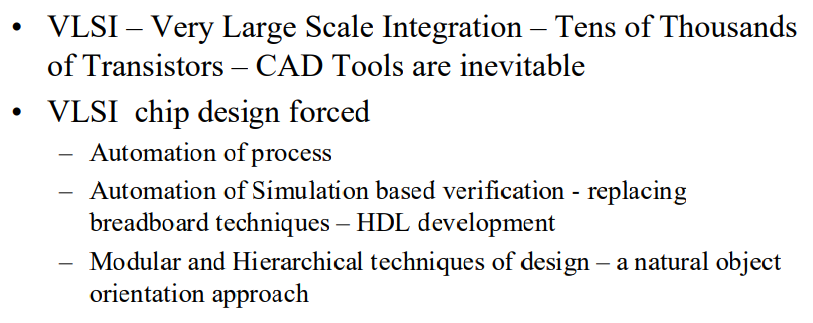 • VLSI – Very Large Scale Integration – Tens of Thousands
of Transistors – CAD Tools are inevitable
• VLSI chip design forced
– Automation of process
– Automation of Simulation based verification - replacing
breadboard techniques – HDL development
– Modular and Hierarchical techniques of design – a natural object
orientation approach